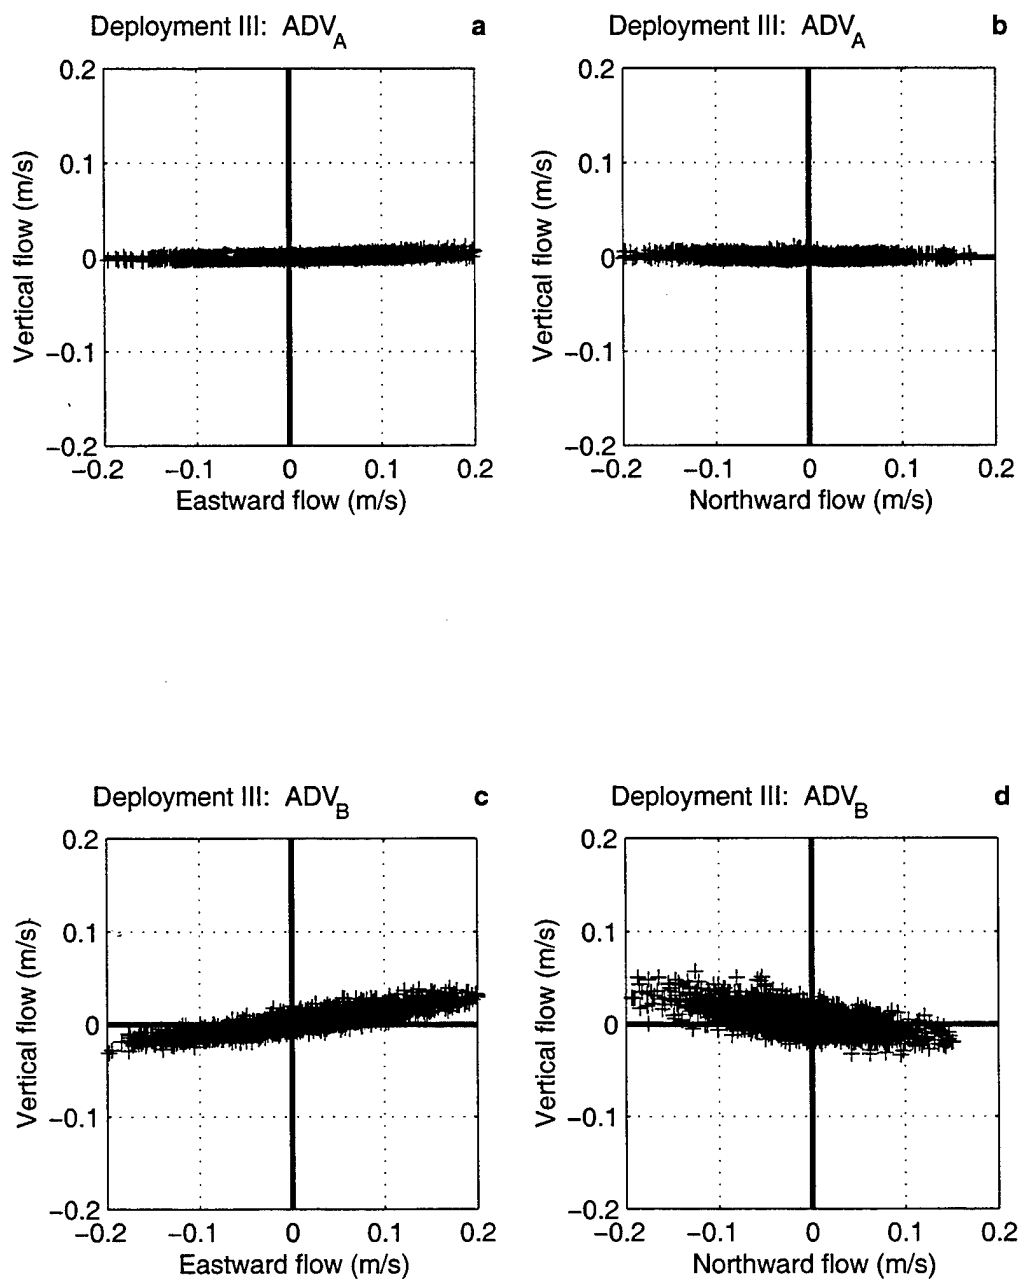 Deployment III: ADV_A a
0.2
0.1
0
−0.1
−0.2
Vertical flow (m/s)
−0.2 −0.1 0 0.1 0.2
Eastward flow (m/s)
Deployment III: ADV_A b
0.2
0.1
0
−0.1
−0.2
Vertical flow (m/s)
−0.2 −0.1 0 0.1 0.2
Northward flow (m/s)
Deployment III: ADV_B c
0.2
0.1
0
−0.1
−0.2
Vertical flow (m/s)
−0.2 −0.1 0 0.1 0.2
Eastward flow (m/s)
Deployment III: ADV_B d
0.2
0.1
0
−0.1
−0.2
Vertical flow (m/s)
−0.2 −0.1 0 0.1 0.2
Northward flow (m/s)